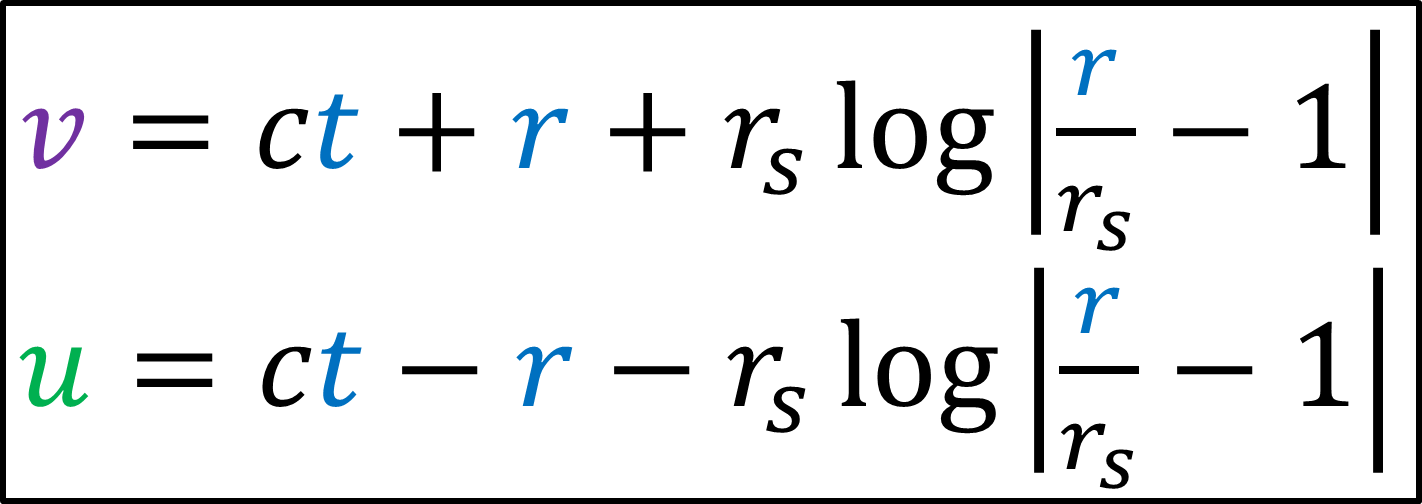 v = ct + r + r_s log |r/r_s − 1|
u = ct − r − r_s log |r/r_s − 1|